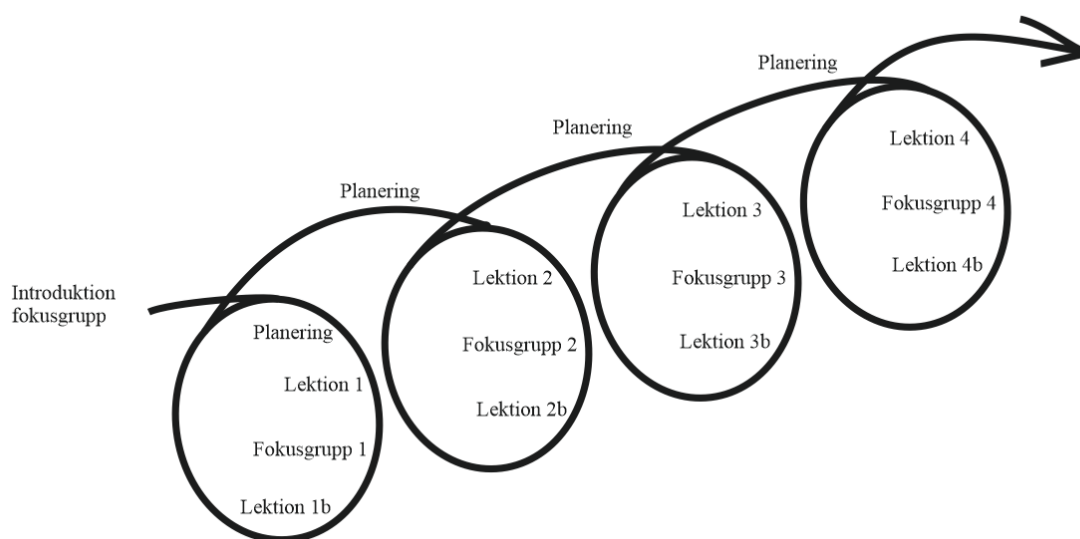 Introduktion
fokusgrupp
Planering
Lektion 1
Fokusgrupp 1
Lektion 1b
Planering
Lektion 2
Fokusgrupp 2
Lektion 2b
Planering
Lektion 3
Fokusgrupp 3
Lektion 3b
Planering
Lektion 4
Fokusgrupp 4
Lektion 4b